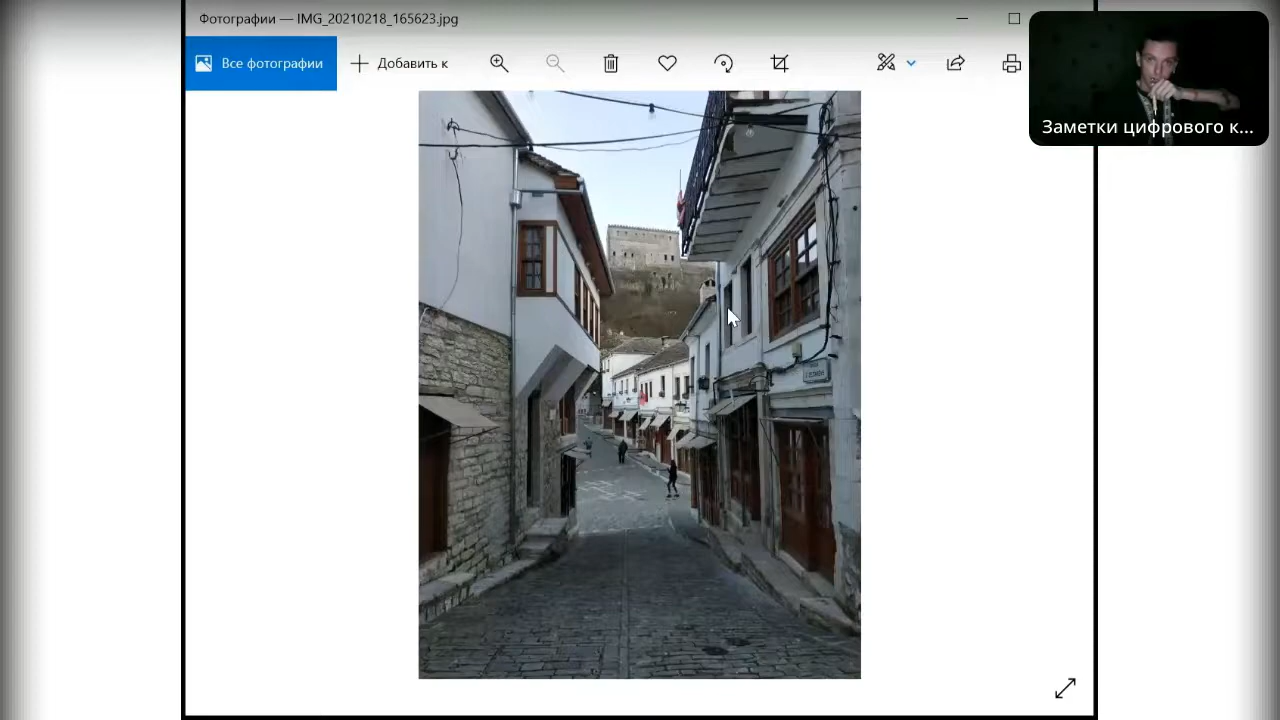 Фотографии — IMG_20210218_165623.jpg
Все фотографии
Добавить к
Заметки цифрового к...